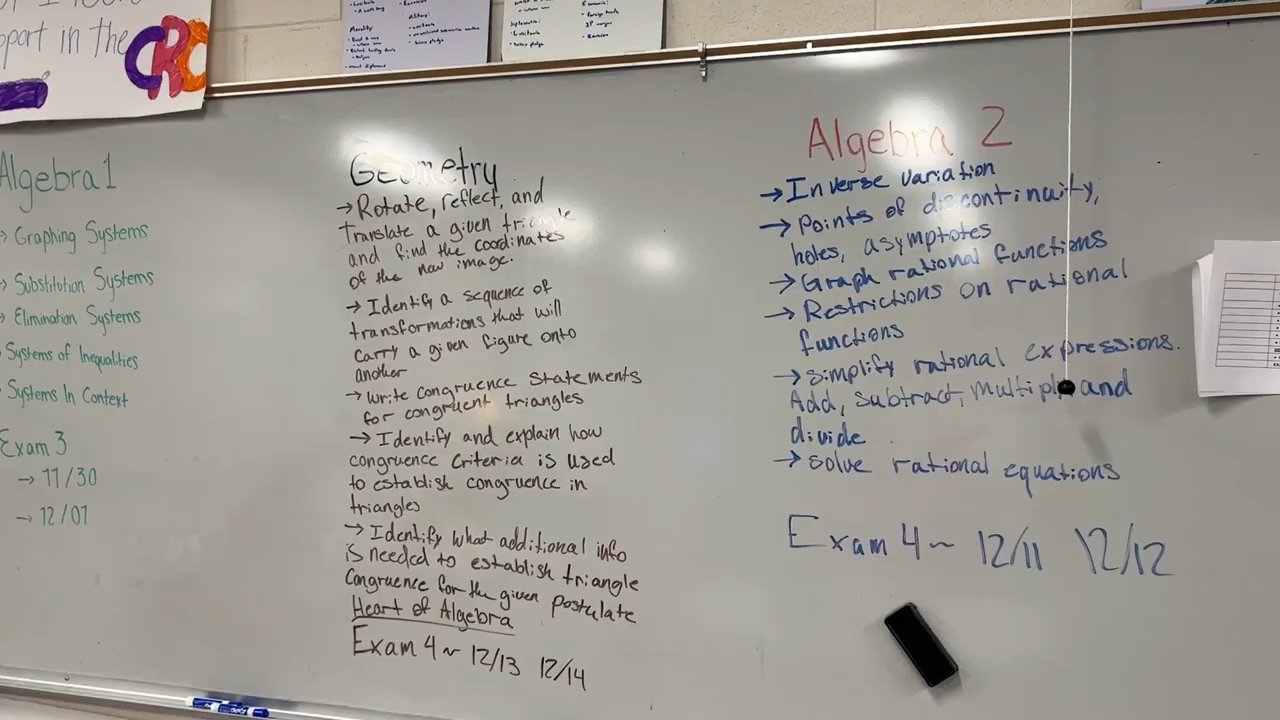 part in the
CRC
Algebra 1
→ Graphing Systems
→ Substitution Systems
→ Elimination Systems
Systems of Inequalities
Systems In Context
Exam 3
→ 11/30
→ 12/01
Geometry
→ Rotate, reflect, and
translate a given triangle
and find the coordinates
of the new image.
→ Identify a sequence of
transformations that will
carry a given figure onto
another
→ Write congruence statements
for congruent triangles
→ Identify and explain how
congruence criteria is used
to establish congruence in
triangles
→ Identify what additional info
is needed to establish triangle
congruence for the given postulate
Heart of Algebra
Exam 4 ~ 12/13 12/14
Algebra 2
→ Inverse variation
→ Points of discontinuity,
holes, asymptotes
→ Graph rational functions
→ Restrictions on rational
functions
→ simplify rational expressions.
Add, subtract, multiply and
divide
→ solve rational equations
Exam 4 ~ 12/11 12/12